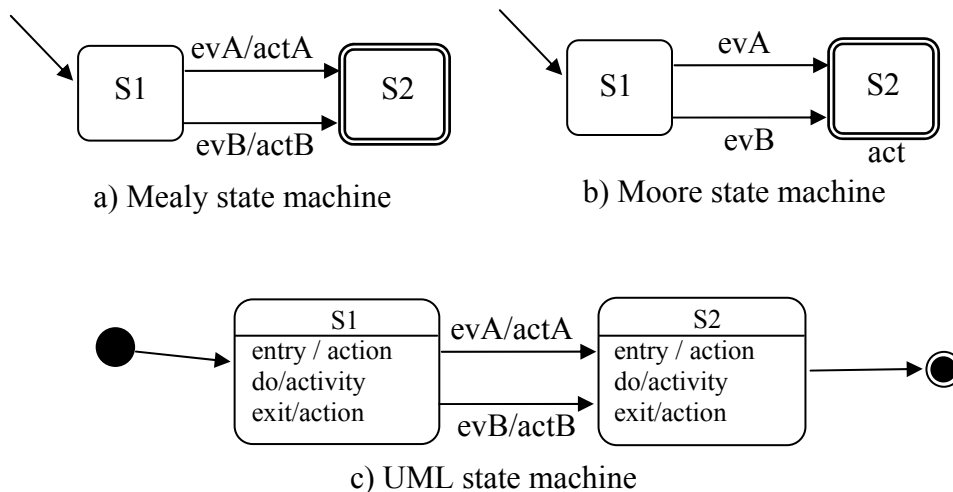 evA/actA
S1
S2
evB/actB
a) Mealy state machine
evA
S1
S2
evB
act
b) Moore state machine
S1
entry / action
do/activity
exit/action
evA/actA
evB/actB
S2
entry / action
do/activity
exit/action
c) UML state machine